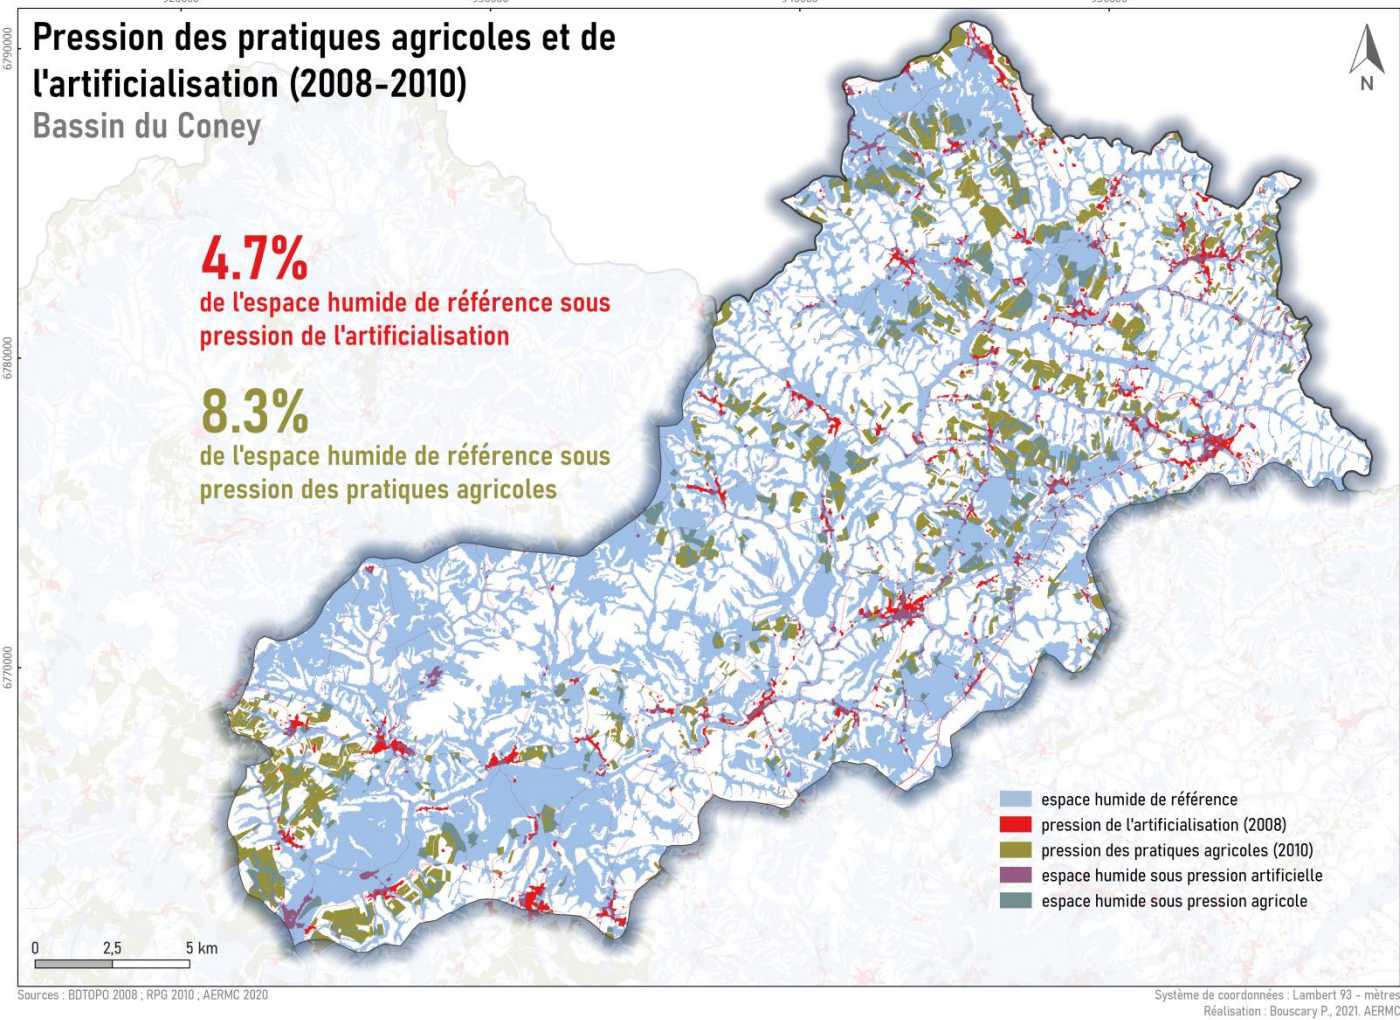 920000
930000
940000
950000
Pression des pratiques agricoles et de
l'artificialisation (2008-2010)
Bassin du Coney
N
6790000
4.7%
de l'espace humide de référence sous
pression de l'artificialisation
6780000
8.3%
de l'espace humide de référence sous
pression des pratiques agricoles
6770000
espace humide de référence
pression de l'artificialisation (2008)
pression des pratiques agricoles (2010)
espace humide sous pression artificielle
espace humide sous pression agricole
0 2,5 5 km
Sources : BDTOPO 2008 ; RPG 2010 ; AERMC 2020
Système de coordonnées : Lambert 93 - mètres
Réalisation : Bouscary P., 2021. AERMC